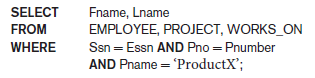 SELECT Fname, Lname
FROM EMPLOYEE, PROJECT, WORKS_ON
WHERE Ssn = Essn AND Pno = Pnumber
AND Pname = ‘ProductX’;